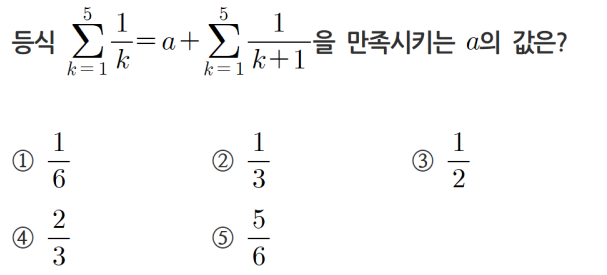 등식 $\sum_{k=1}^{5} \frac{1}{k} = a + \sum_{k=1}^{5} \frac{1}{k+1}$을 만족시키는 $a$의 값은?
① $\frac{1}{6}$ ② $\frac{1}{3}$ ③ $\frac{1}{2}$
④ $\frac{2}{3}$ ⑤ $\frac{5}{6}$